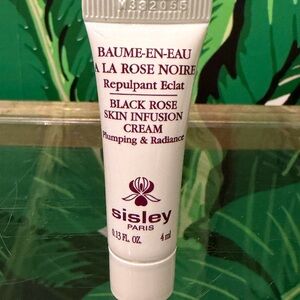 BAUME-EN-EAU
A LA ROSE NOIRE
Repulpant Eclat
BLACK ROSE
SKIN INFUSION
CREAM
Plumping & Radiance
sisley
PARIS
0.13 FL. OZ. 4 ml